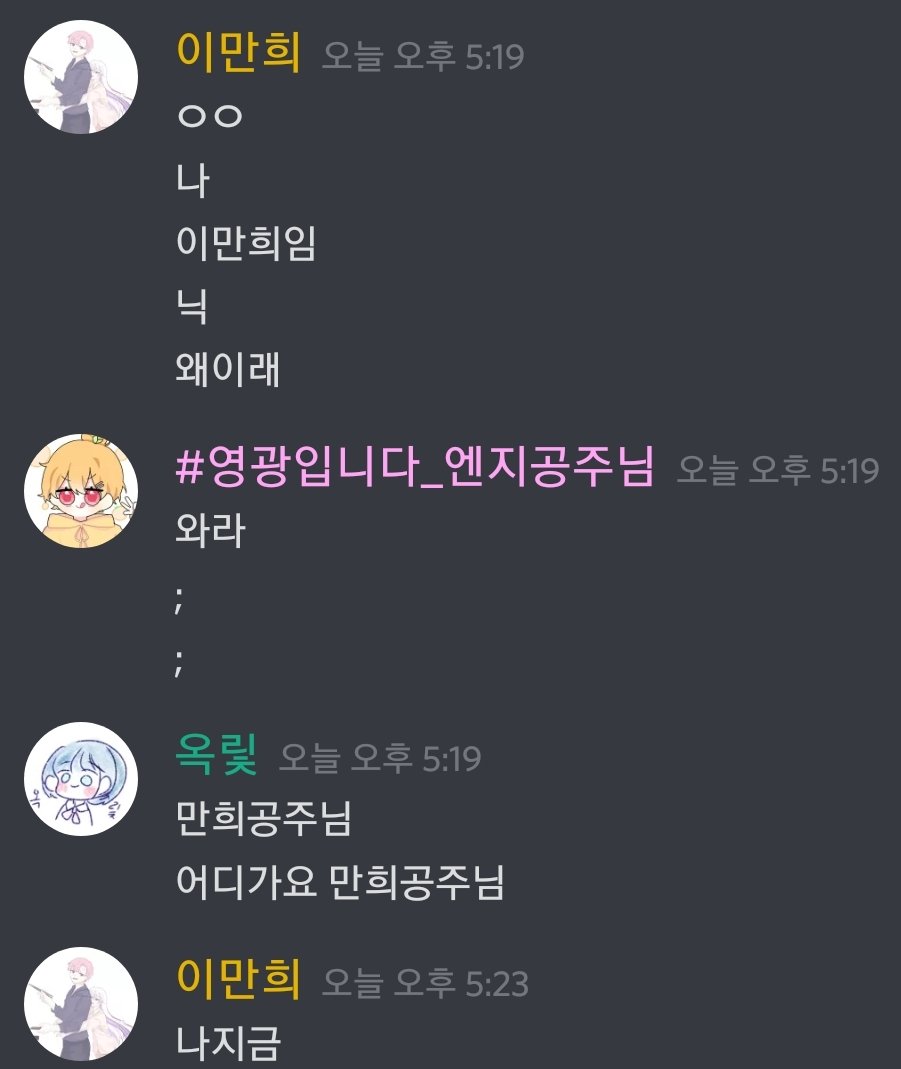 이만희 오늘 오후 5:19
ㅇㅇ
나
이만희임
닉
왜이래
#영광입니다_엔지공주님 오늘 오후 5:19
와라
;
;
옥릦 오늘 오후 5:19
만희공주님
어디가요 만희공주님
이만희 오늘 오후 5:23
나지금